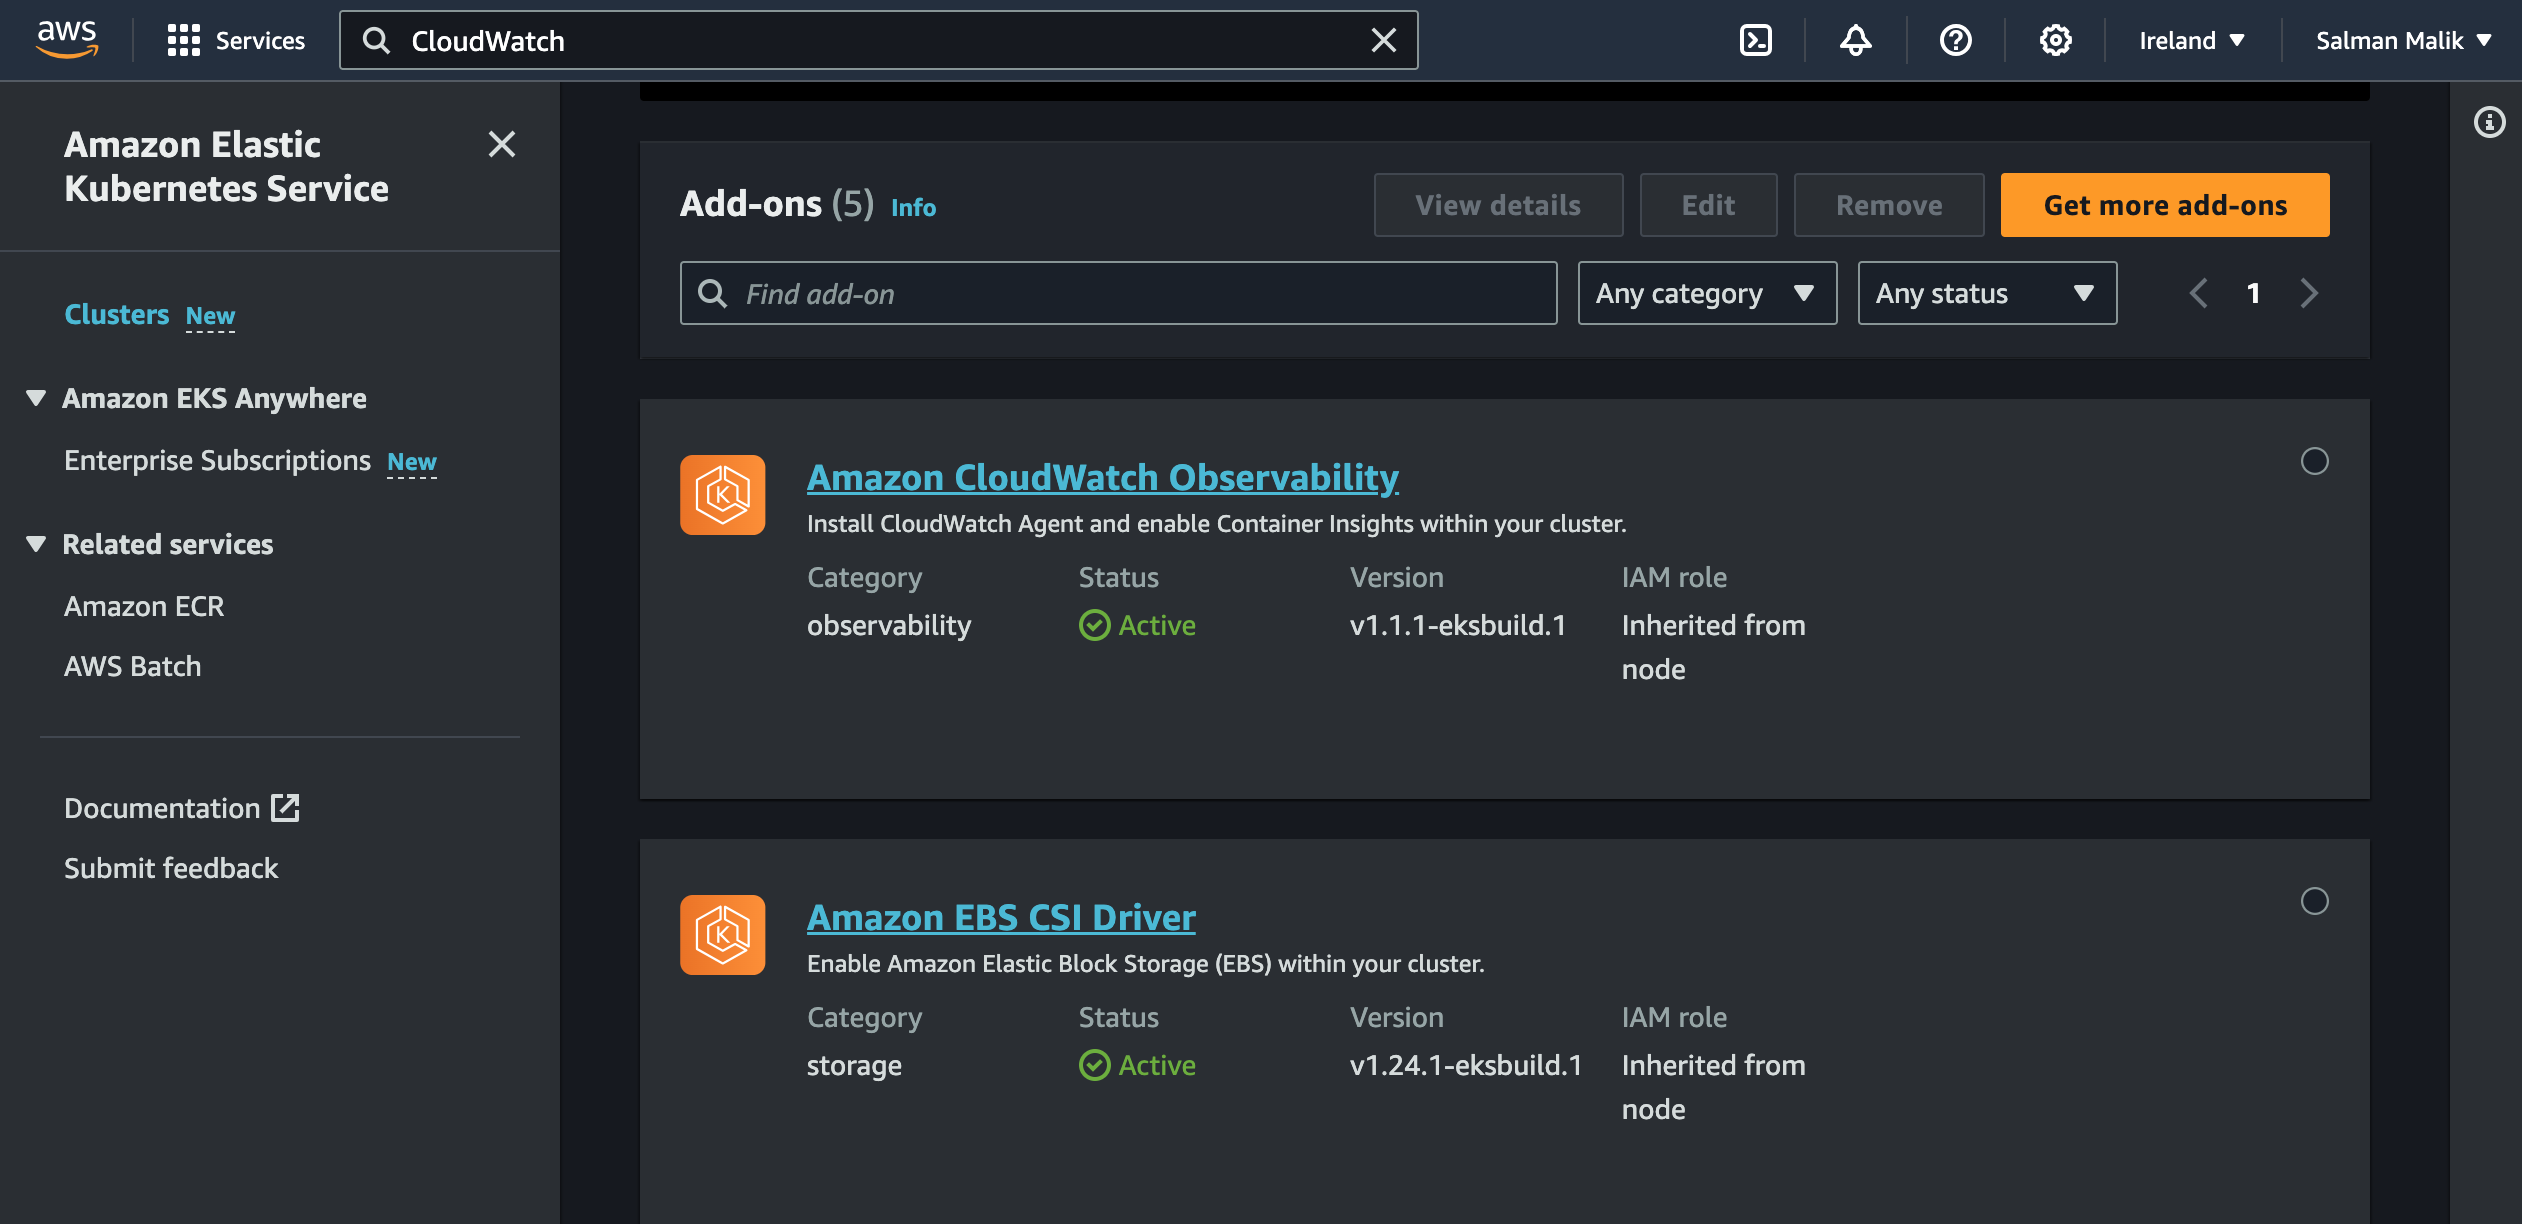 aws
Services
CloudWatch
Ireland
Salman Malik
Amazon Elastic
Kubernetes Service
Clusters New
Amazon EKS Anywhere
Enterprise Subscriptions New
Related services
Amazon ECR
AWS Batch
Documentation
Submit feedback
Add-ons (5) Info
View details
Edit
Remove
Get more add-ons
Find add-on
Any category
Any status
1
Amazon CloudWatch Observability
Install CloudWatch Agent and enable Container Insights within your cluster.
Category Status Version IAM role
observability Active v1.1.1-eksbuild.1 Inherited from
node
Amazon EBS CSI Driver
Enable Amazon Elastic Block Storage (EBS) within your cluster.
Category Status Version IAM role
storage Active v1.24.1-eksbuild.1 Inherited from
node